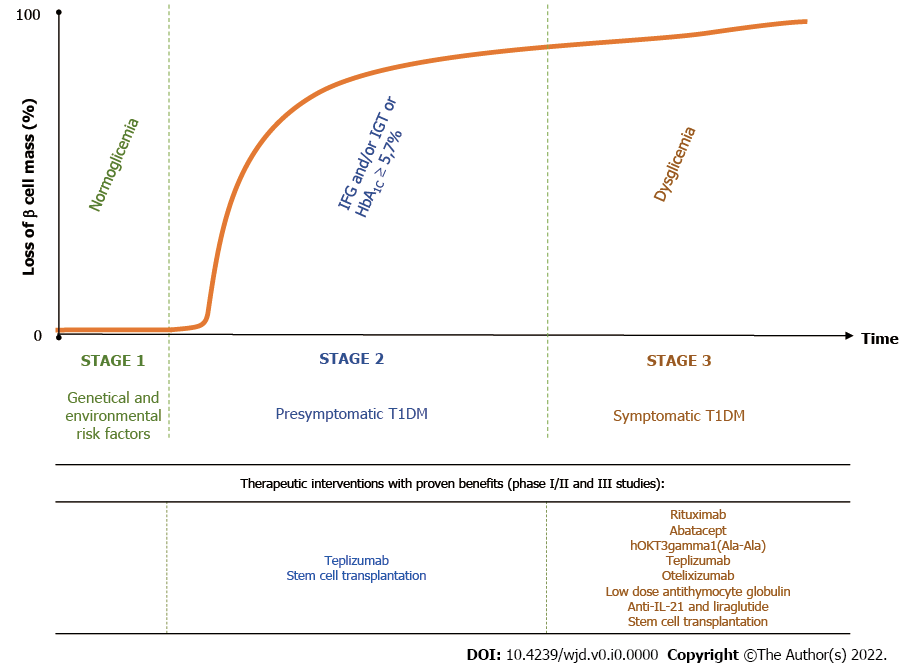 100
Loss of β cell mass (%)
0
Normoglicemia
IFG and/or IGT or
HbA1C ≥ 5,7%
Dysglicemia
Time
STAGE 1
STAGE 2
STAGE 3
Genetical and
environmental
risk factors
Presymptomatic T1DM
Symptomatic T1DM
Therapeutic interventions with proven benefits (phase I/II and III studies):
Teplizumab
Stem cell transplantation
Rituximab
Abatacept
hOKT3gamma1(Ala-Ala)
Teplizumab
Otelixizumab
Low dose antithymocyte globulin
Anti-IL-21 and liraglutide
Stem cell transplantation
DOI: 10.4239/wjd.v0.i0.0000 Copyright ©The Author(s) 2022.